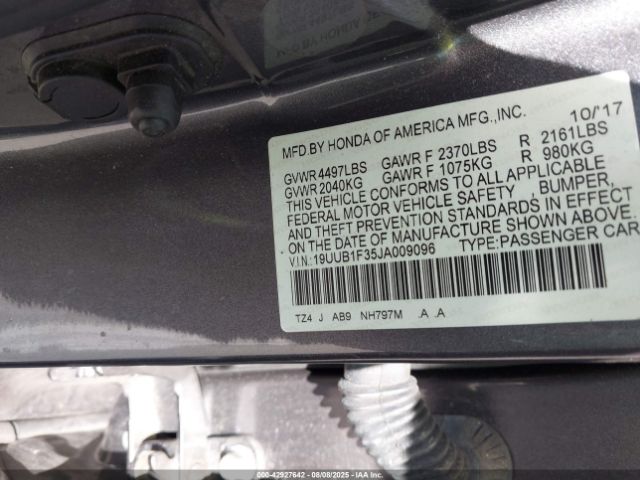 MFD BY HONDA OF AMERICA MFG.,INC. 10/'17
GVWR 4497LBS GAWR F 2370LBS R 2161LBS
GVWR 2040KG GAWR F 1075KG R 980KG
THIS VEHICLE CONFORMS TO ALL APPLICABLE
FEDERAL MOTOR VEHICLE SAFETY BUMPER,
AND THEFT PREVENTION STANDARDS IN EFFECT
ON THE DATE OF MANUFACTURE SHOWN ABOVE.
V.I.N.: 19UUB1F35JA009096 TYPE:PASSENGER CAR
TZ4 J AB9 NH797M .A .A
000-42927642 - 08/08/2025 - IAAI.COM